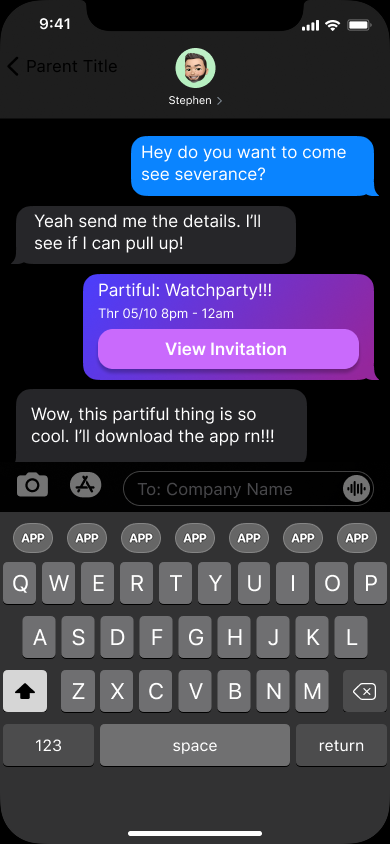 9:41
Parent Title
Stephen
Hey do you want to come
see severance?
Yeah send me the details. I'll
see if I can pull up!
Partiful: Watchparty!!!
Thr 05/10 8pm - 12am
View Invitation
Wow, this partiful thing is so
cool. I'll download the app rn!!!
To: Company Name
APP APP APP APP APP APP APP
Q W E R T Y U I O P
A S D F G H J K L
Z X C V B N M
123 space return